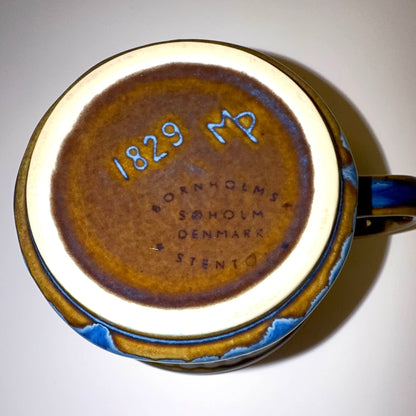 1829 MP
BORNHOLMSK
SØHOLM
DENMARK
* STENTØJ *